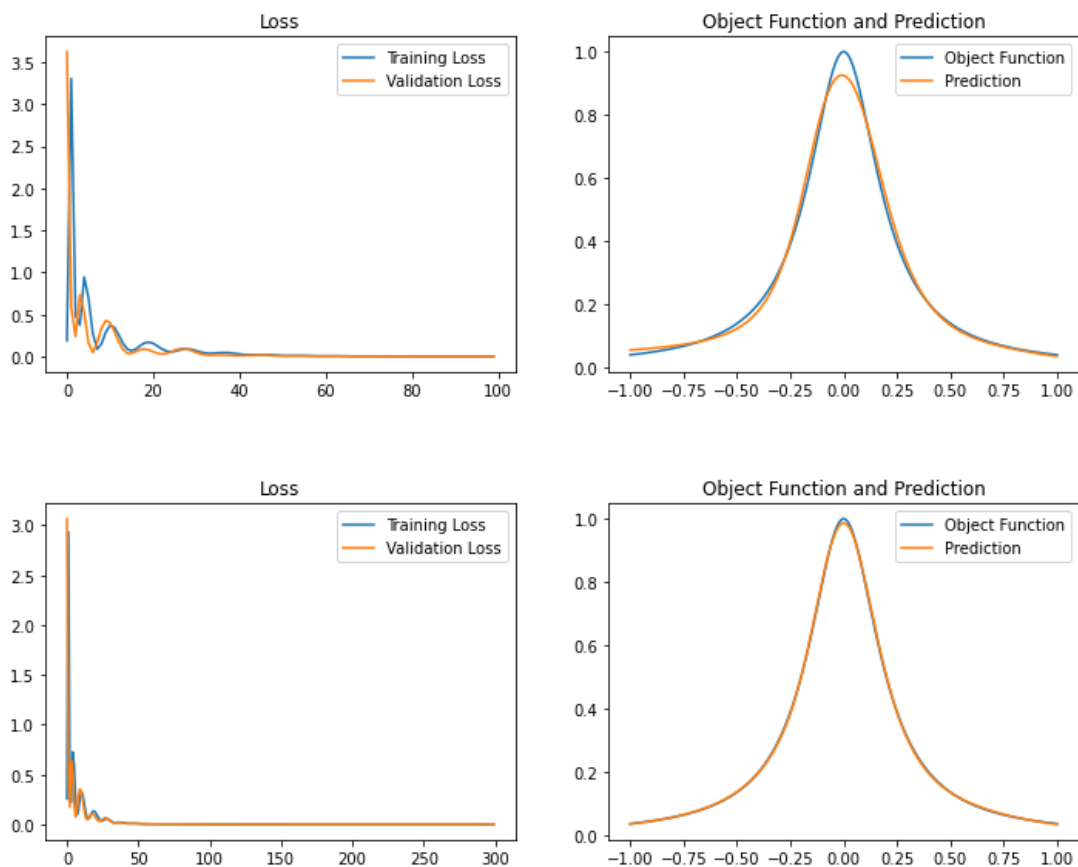 Loss
Training Loss
Validation Loss
3.5
3.0
2.5
2.0
1.5
1.0
0.5
0.0
0 20 40 60 80 100
Object Function and Prediction
Object Function
Prediction
1.0
0.8
0.6
0.4
0.2
0.0
−1.00 −0.75 −0.50 −0.25 0.00 0.25 0.50 0.75 1.00
Loss
Training Loss
Validation Loss
3.0
2.5
2.0
1.5
1.0
0.5
0.0
0 50 100 150 200 250 300
Object Function and Prediction
Object Function
Prediction
1.0
0.8
0.6
0.4
0.2
0.0
−1.00 −0.75 −0.50 −0.25 0.00 0.25 0.50 0.75 1.00